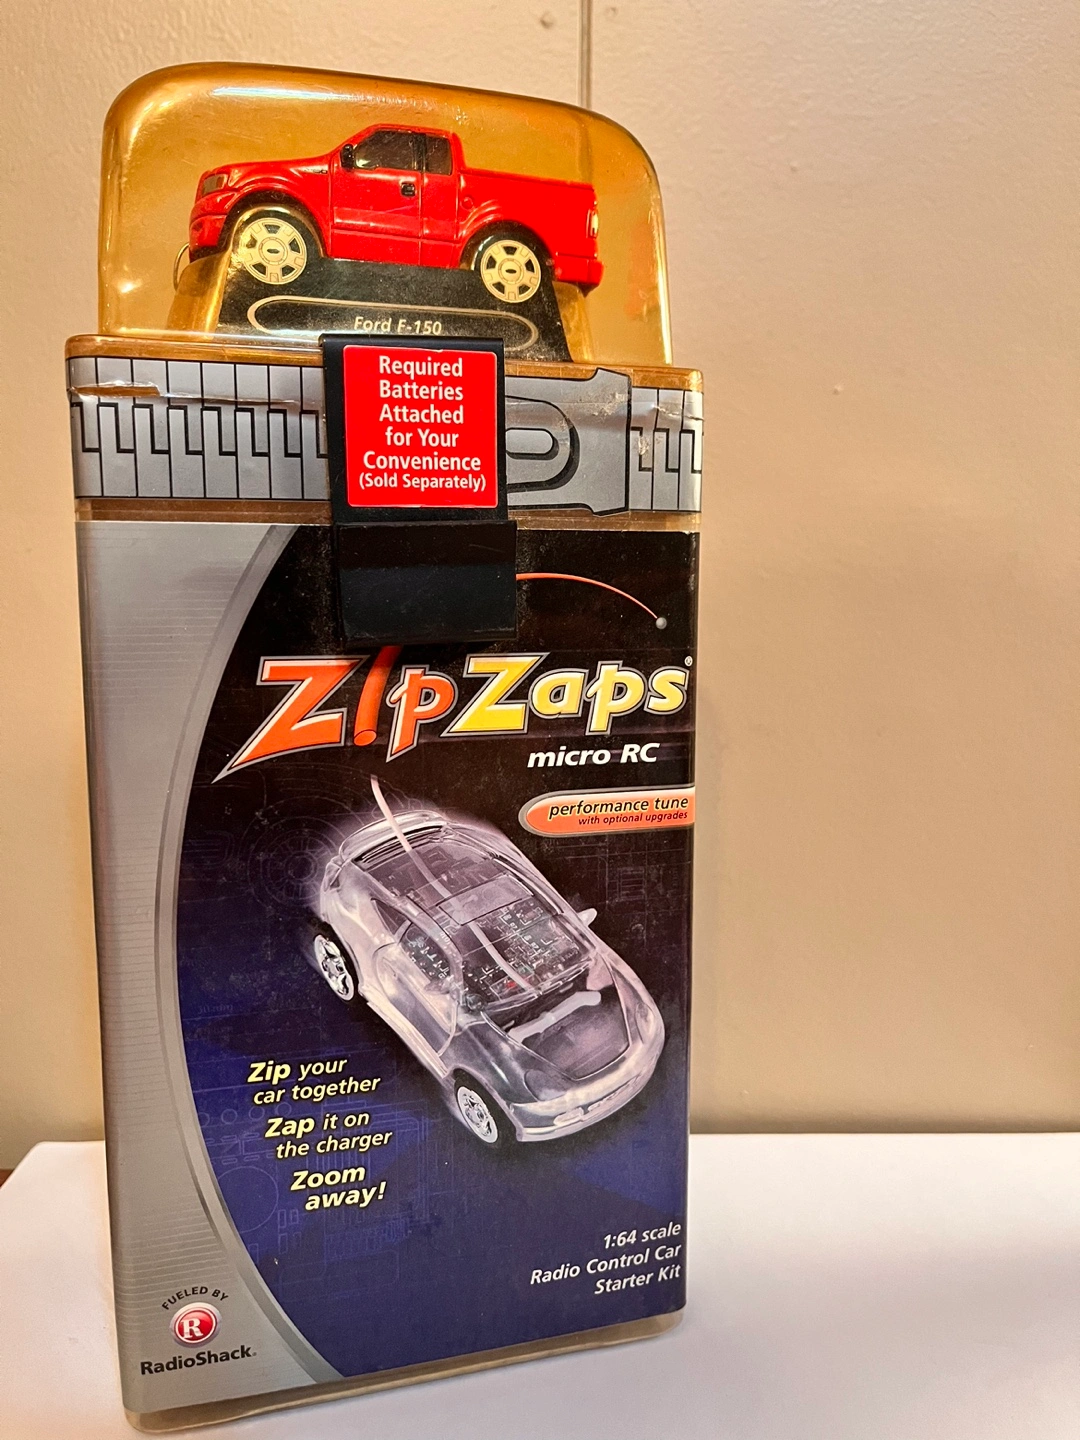 Ford F-150
Required
Batteries
Attached
for Your
Convenience
(Sold Separately)
ZipZaps®
micro RC
performance tune
with optional upgrades
Zip your
car together
Zap it on
the charger
Zoom
away!
1:64 scale
Radio Control Car
Starter Kit
FUELED BY
R
RadioShack®